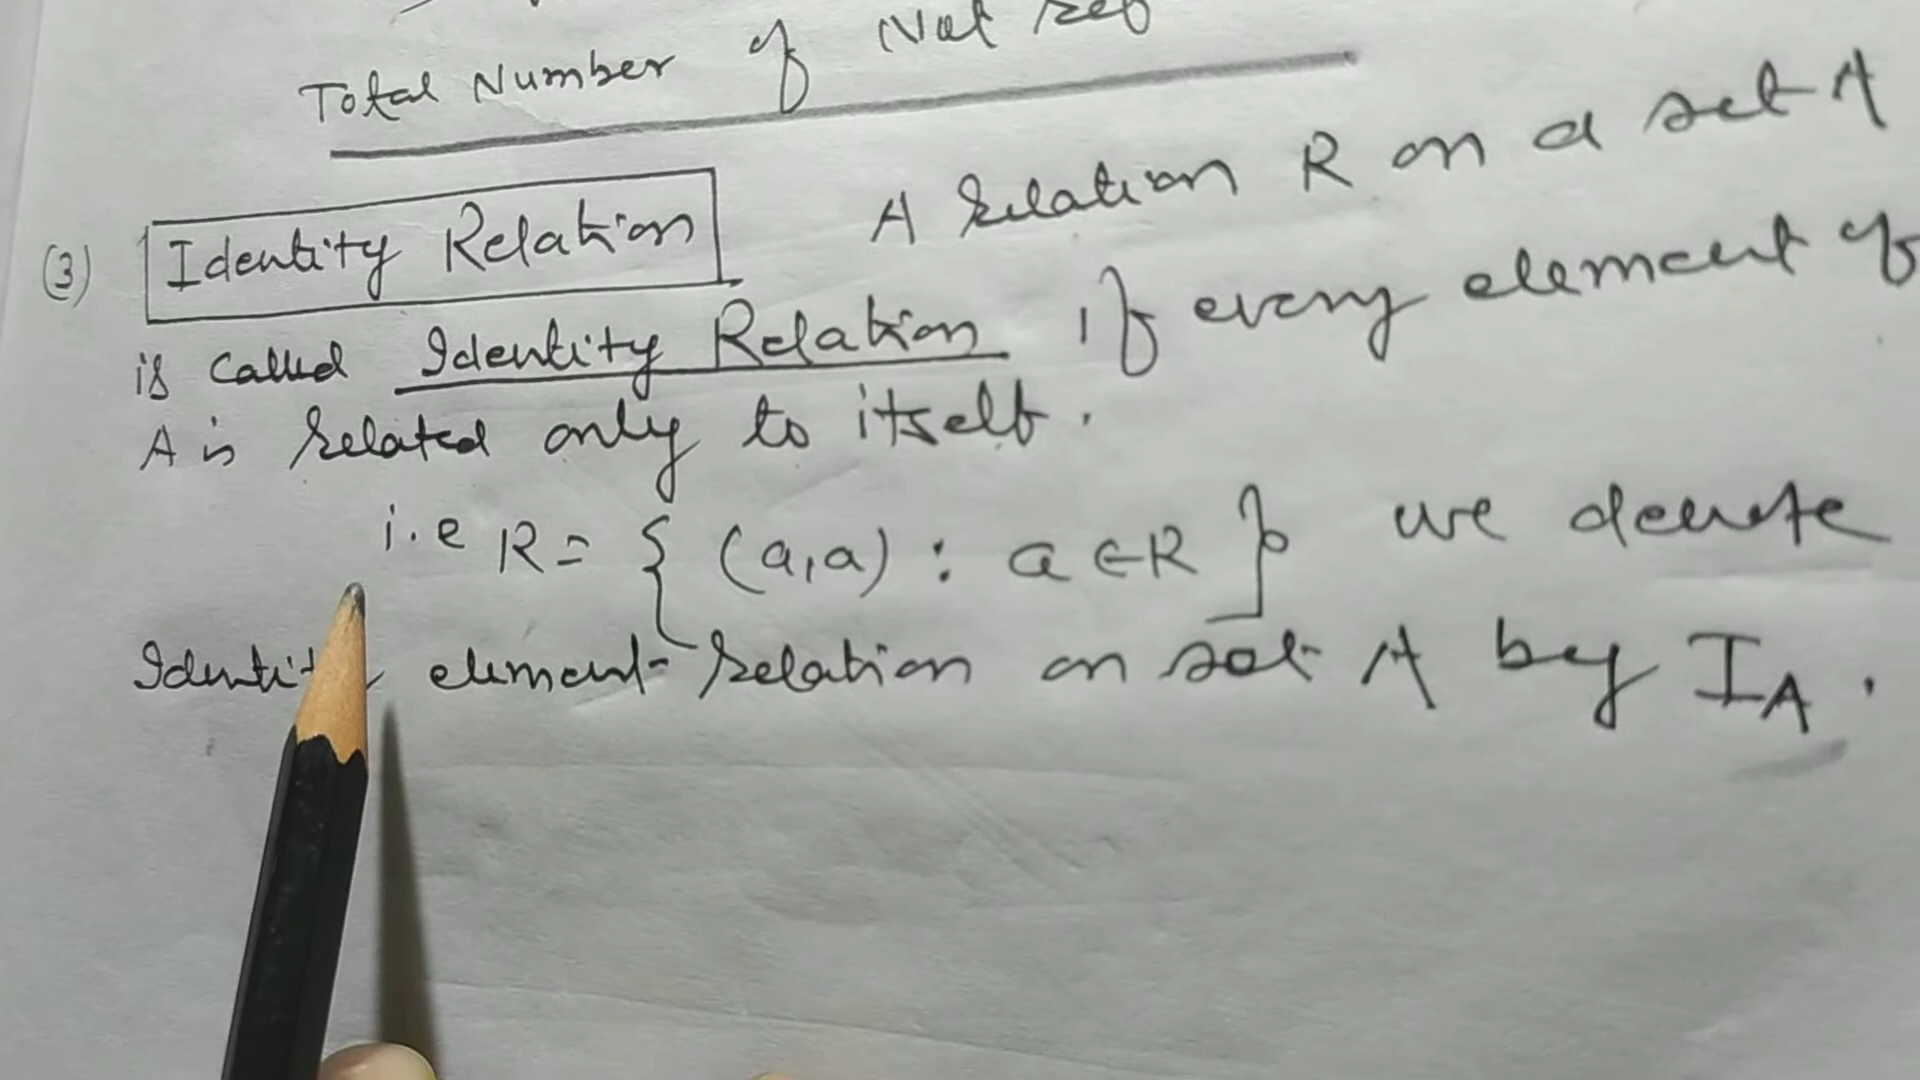 Total Number of Not ref
(3) Identity Relation A relation R on a set A
is called Identity Relation if every element of
A is related only to itself.
i.e R = { (a,a) : a ∈ R } we denote
Identity element relation on set A by I_A.